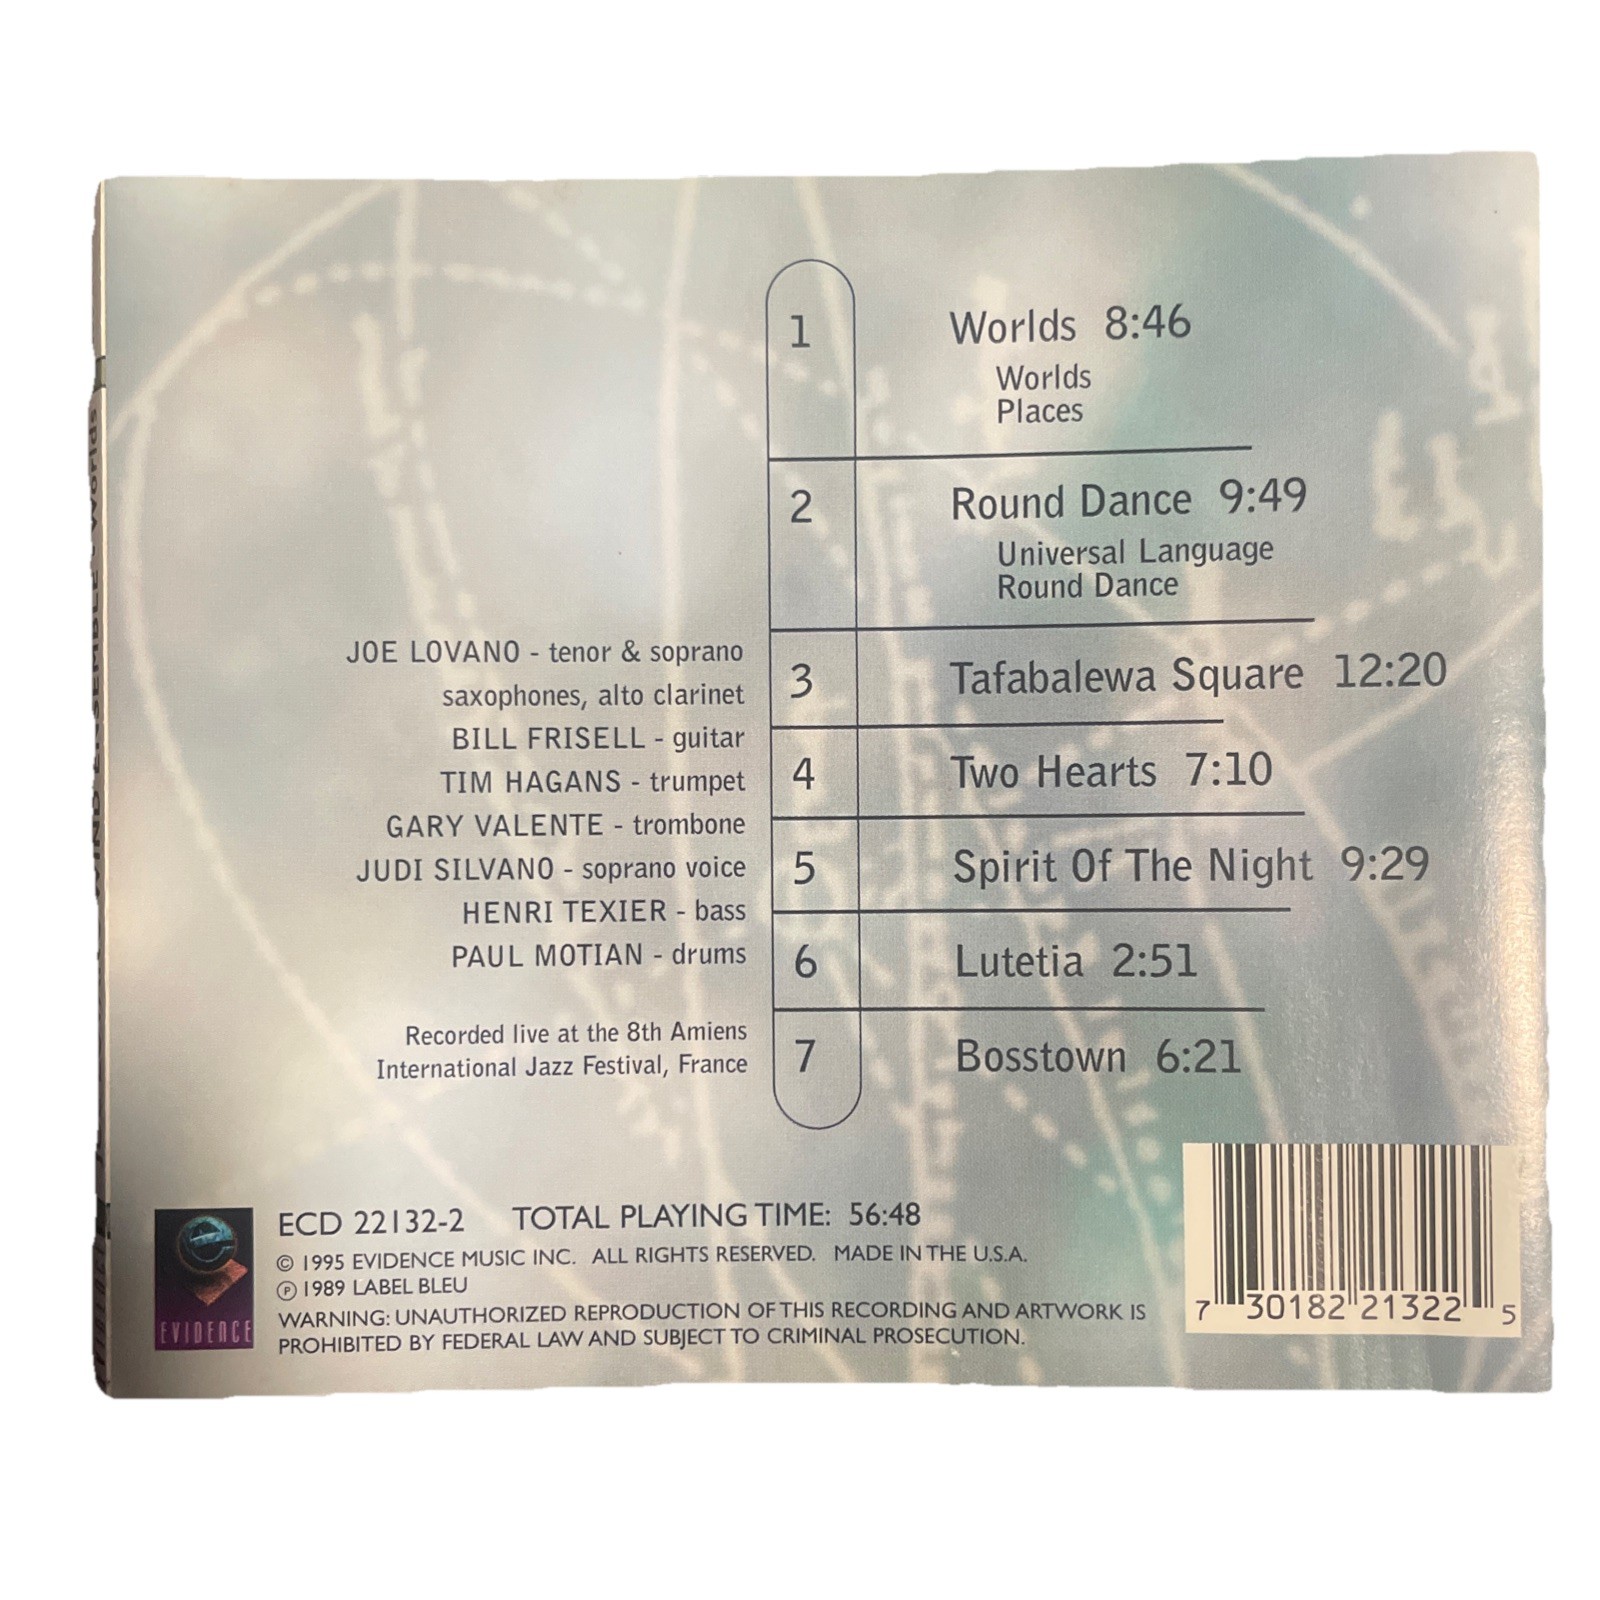 1 Worlds 8:46
Worlds
Places
2 Round Dance 9:49
Universal Language
Round Dance
3 Tafabalewa Square 12:20
4 Two Hearts 7:10
5 Spirit Of The Night 9:29
6 Lutetia 2:51
7 Bosstown 6:21
JOE LOVANO - tenor & soprano
saxophones, alto clarinet
BILL FRISELL - guitar
TIM HAGANS - trumpet
GARY VALENTE - trombone
JUDI SILVANO - soprano voice
HENRI TEXIER - bass
PAUL MOTIAN - drums
Recorded live at the 8th Amiens
International Jazz Festival, France
EVIDENCE
ECD 22132-2 TOTAL PLAYING TIME: 56:48
© 1995 EVIDENCE MUSIC INC. ALL RIGHTS RESERVED. MADE IN THE U.S.A.
℗ 1989 LABEL BLEU
WARNING: UNAUTHORIZED REPRODUCTION OF THIS RECORDING AND ARTWORK IS
PROHIBITED BY FEDERAL LAW AND SUBJECT TO CRIMINAL PROSECUTION.
7 30182 21322 5